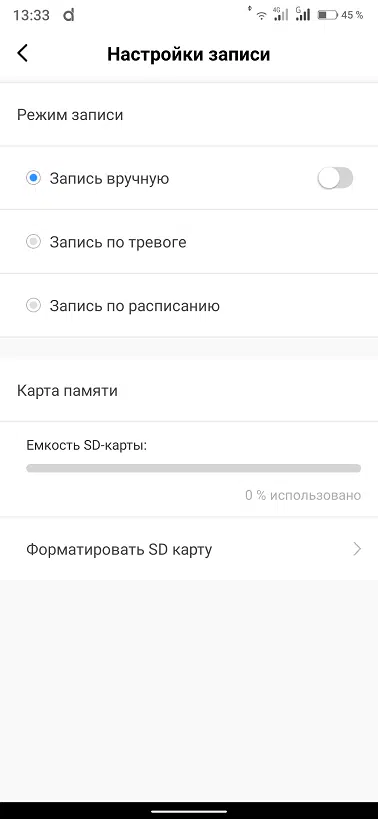 13:33 d 4G G 45 %
Настройки записи
Режим записи
Запись вручную
Запись по тревоге
Запись по расписанию
Карта памяти
Емкость SD-карты:
0 % использовано
Форматировать SD карту